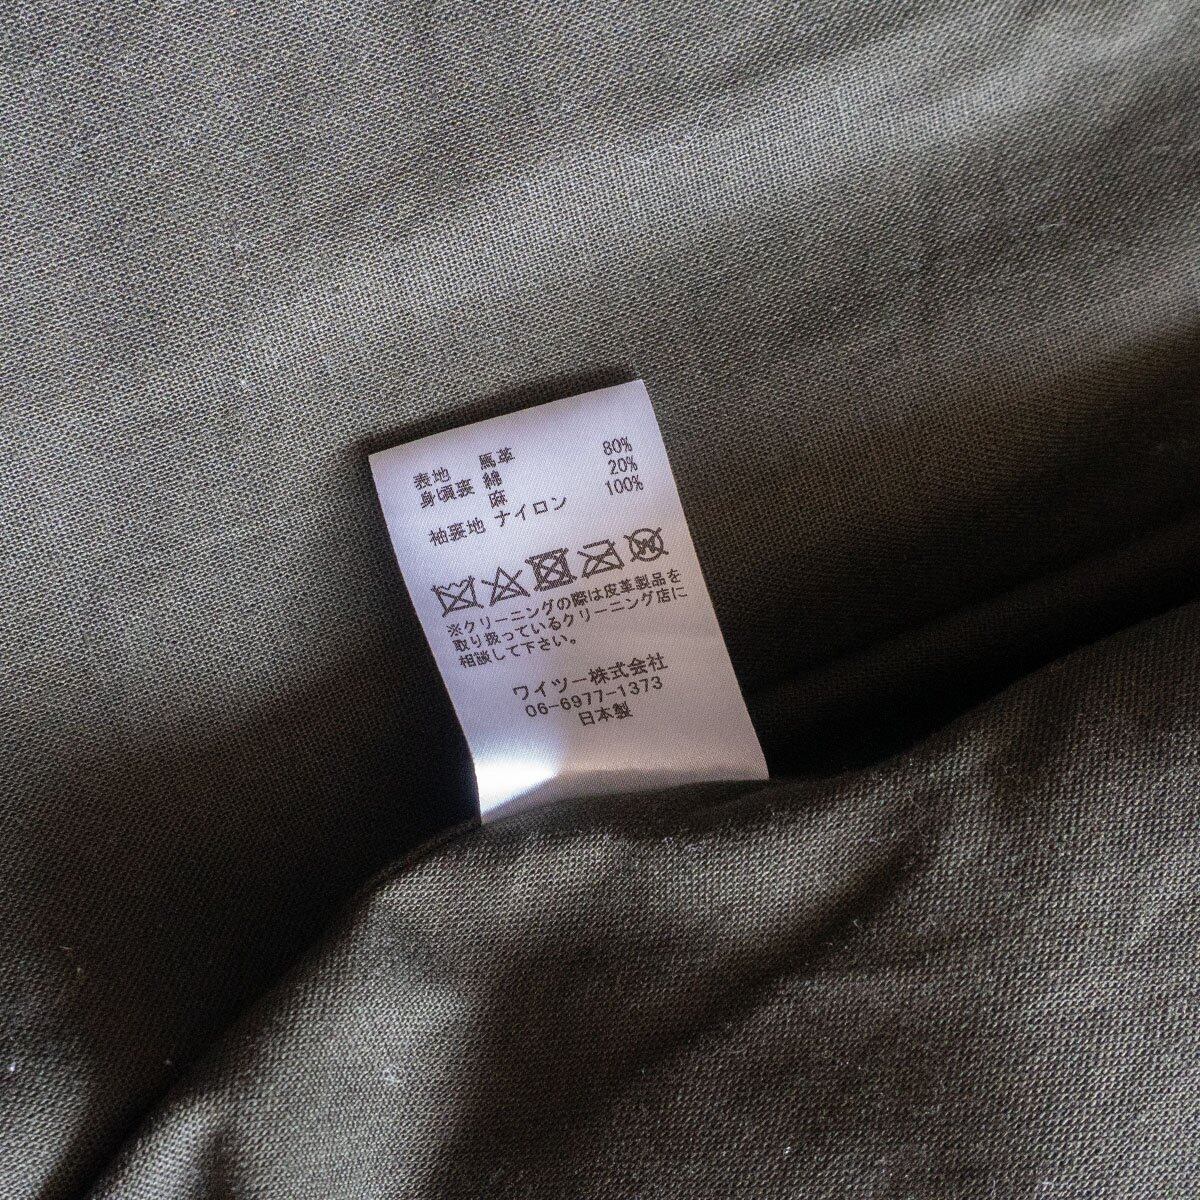 表地 馬革
身頃裏 綿 80%
麻 20%
袖裏地 ナイロン 100%
※クリーニングの際は皮革製品を
取り扱っているクリーニング店に
相談して下さい。
ワイツー株式会社
06-6977-1373
日本製